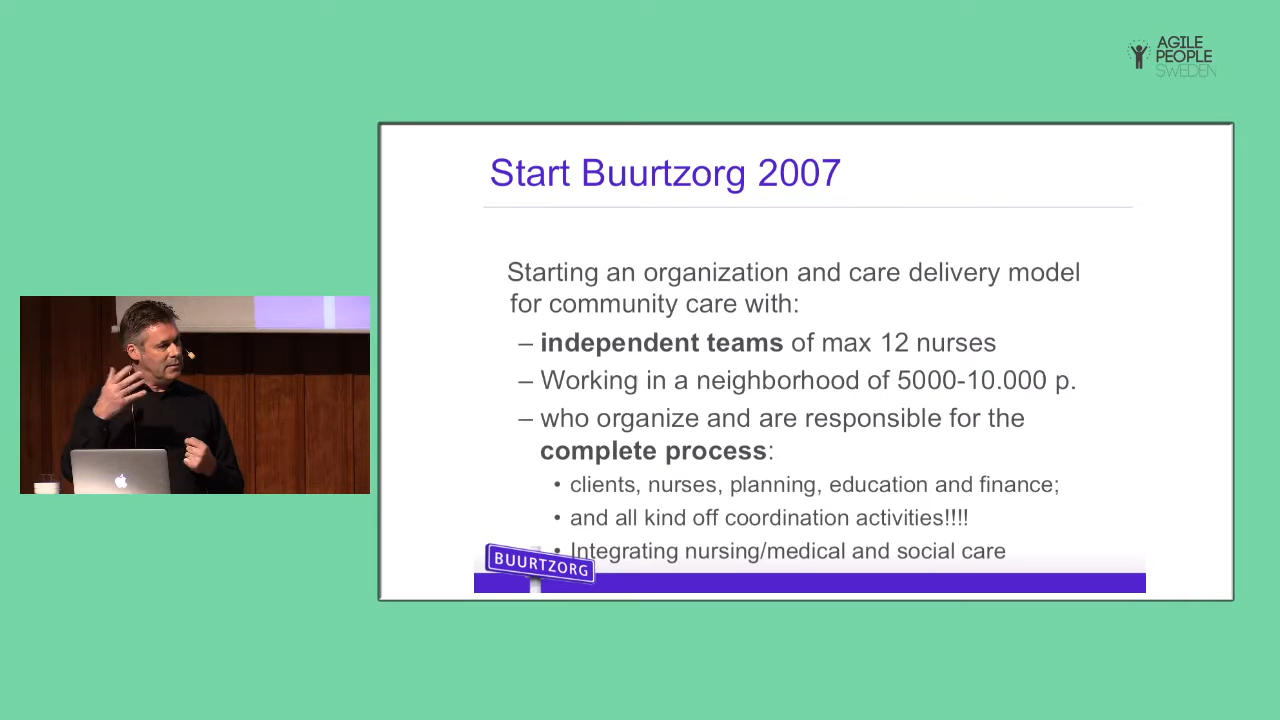 AGILE
PEOPLE
SWEDEN
Start Buurtzorg 2007
Starting an organization and care delivery model
for community care with:
– independent teams of max 12 nurses
– Working in a neighborhood of 5000-10.000 p.
– who organize and are responsible for the
complete process:
• clients, nurses, planning, education and finance;
• and all kind off coordination activities!!!!
• Integrating nursing/medical and social care
BUURTZORG